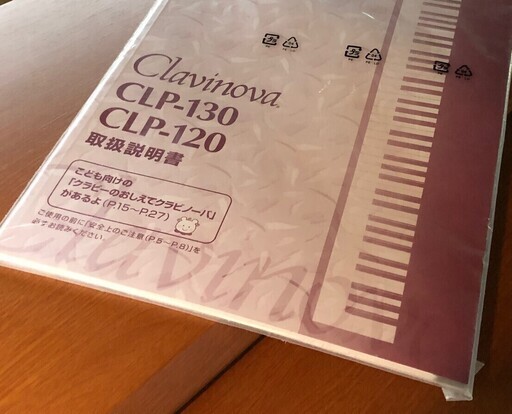 Clavinova
CLP-130
CLP-120
取扱説明書
こども向けの
「クラビーのおしえてクラビノーバ」
があるよ(P.15～P.27)
ご使用の前に「安全上のご注意(P.5～P.8)」を
必ずお読みください。
Clavinova